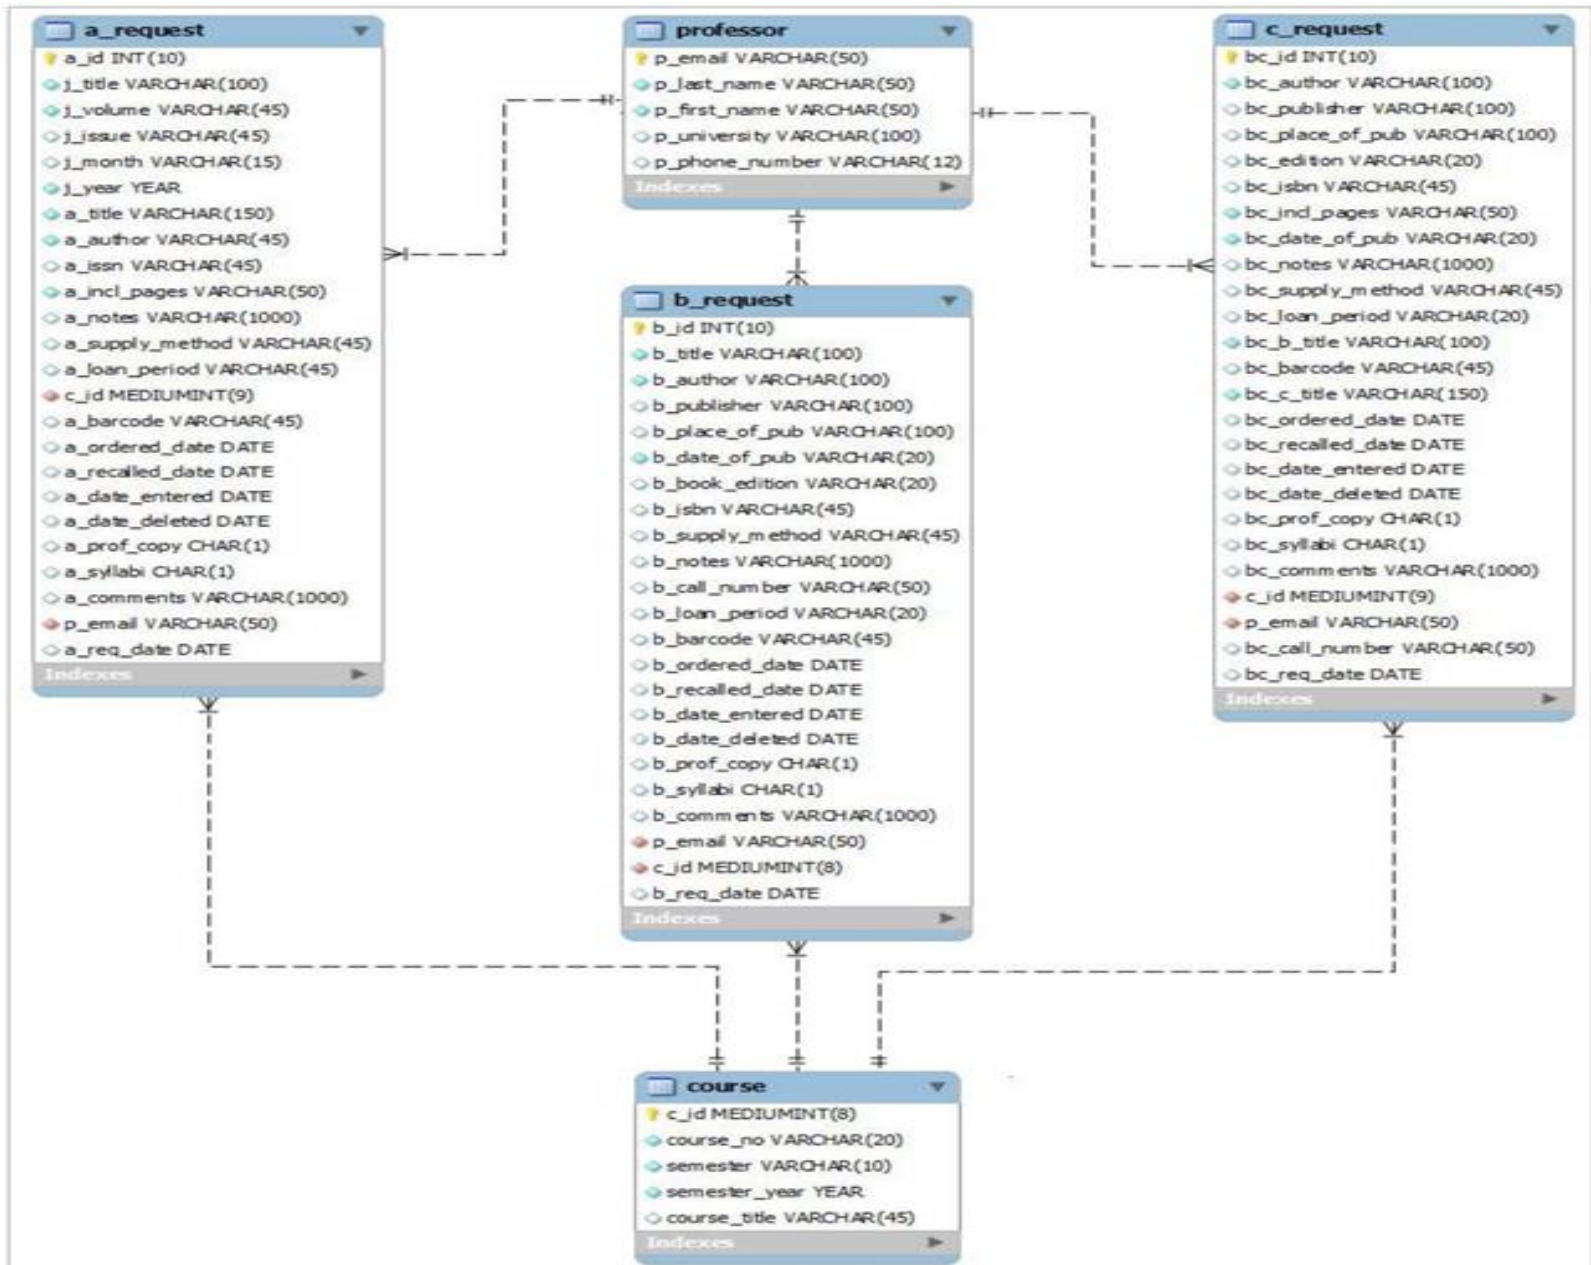 a_request
a_id INT(10)
j_title VARCHAR(100)
j_volume VARCHAR(45)
j_issue VARCHAR(45)
j_month VARCHAR(15)
j_year YEAR
a_title VARCHAR(150)
a_author VARCHAR(45)
a_issn VARCHAR(45)
a_incl_pages VARCHAR(50)
a_notes VARCHAR(1000)
a_supply_method VARCHAR(45)
a_loan_period VARCHAR(45)
c_id MEDIUMINT(9)
a_barcode VARCHAR(45)
a_ordered_date DATE
a_recalled_date DATE
a_date_entered DATE
a_date_deleted DATE
a_prof_copy CHAR(1)
a_syllabi CHAR(1)
a_comments VARCHAR(1000)
p_email VARCHAR(50)
a_req_date DATE
Indexes
professor
p_email VARCHAR(50)
p_last_name VARCHAR(50)
p_first_name VARCHAR(50)
p_university VARCHAR(100)
p_phone_number VARCHAR(12)
Indexes
b_request
b_id INT(10)
b_title VARCHAR(100)
b_author VARCHAR(100)
b_publisher VARCHAR(100)
b_place_of_pub VARCHAR(100)
b_date_of_pub VARCHAR(20)
b_book_edition VARCHAR(20)
b_isbn VARCHAR(45)
b_supply_method VARCHAR(45)
b_notes VARCHAR(1000)
b_call_number VARCHAR(50)
b_loan_period VARCHAR(20)
b_barcode VARCHAR(45)
b_ordered_date DATE
b_recalled_date DATE
b_date_entered DATE
b_date_deleted DATE
b_prof_copy CHAR(1)
b_syllabi CHAR(1)
b_comments VARCHAR(1000)
p_email VARCHAR(50)
c_id MEDIUMINT(8)
b_req_date DATE
Indexes
c_request
bc_id INT(10)
bc_author VARCHAR(100)
bc_publisher VARCHAR(100)
bc_place_of_pub VARCHAR(100)
bc_edition VARCHAR(20)
bc_isbn VARCHAR(45)
bc_incl_pages VARCHAR(50)
bc_date_of_pub VARCHAR(20)
bc_notes VARCHAR(1000)
bc_supply_method VARCHAR(45)
bc_loan_period VARCHAR(20)
bc_b_title VARCHAR(100)
bc_barcode VARCHAR(45)
bc_c_title VARCHAR(150)
bc_ordered_date DATE
bc_recalled_date DATE
bc_date_entered DATE
bc_date_deleted DATE
bc_prof_copy CHAR(1)
bc_syllabi CHAR(1)
bc_comments VARCHAR(1000)
c_id MEDIUMINT(9)
p_email VARCHAR(50)
bc_call_number VARCHAR(50)
bc_req_date DATE
Indexes
course
c_id MEDIUMINT(8)
course_no VARCHAR(20)
semester VARCHAR(10)
semester_year YEAR
course_title VARCHAR(45)
Indexes